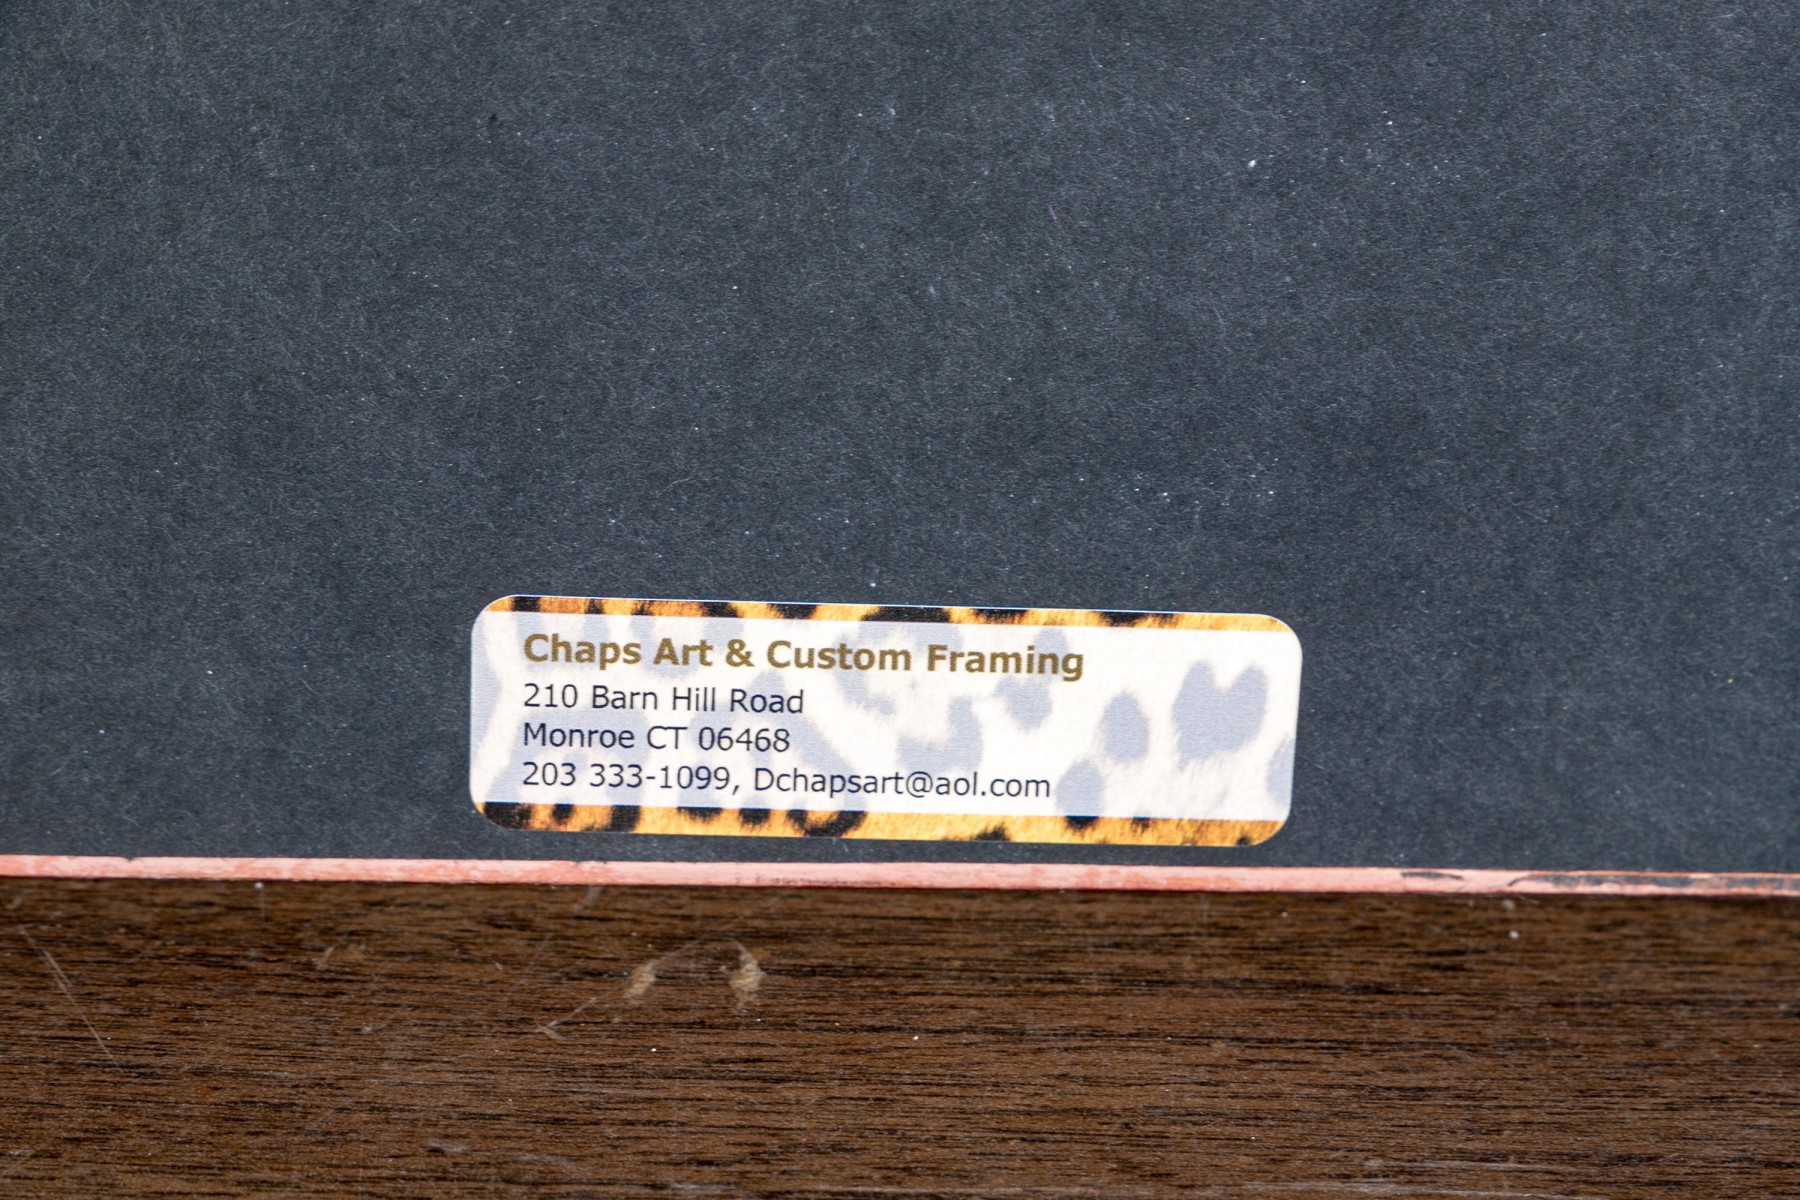 Chaps Art & Custom Framing
210 Barn Hill Road
Monroe CT 06468
203 333-1099, Dchapsart@aol.com